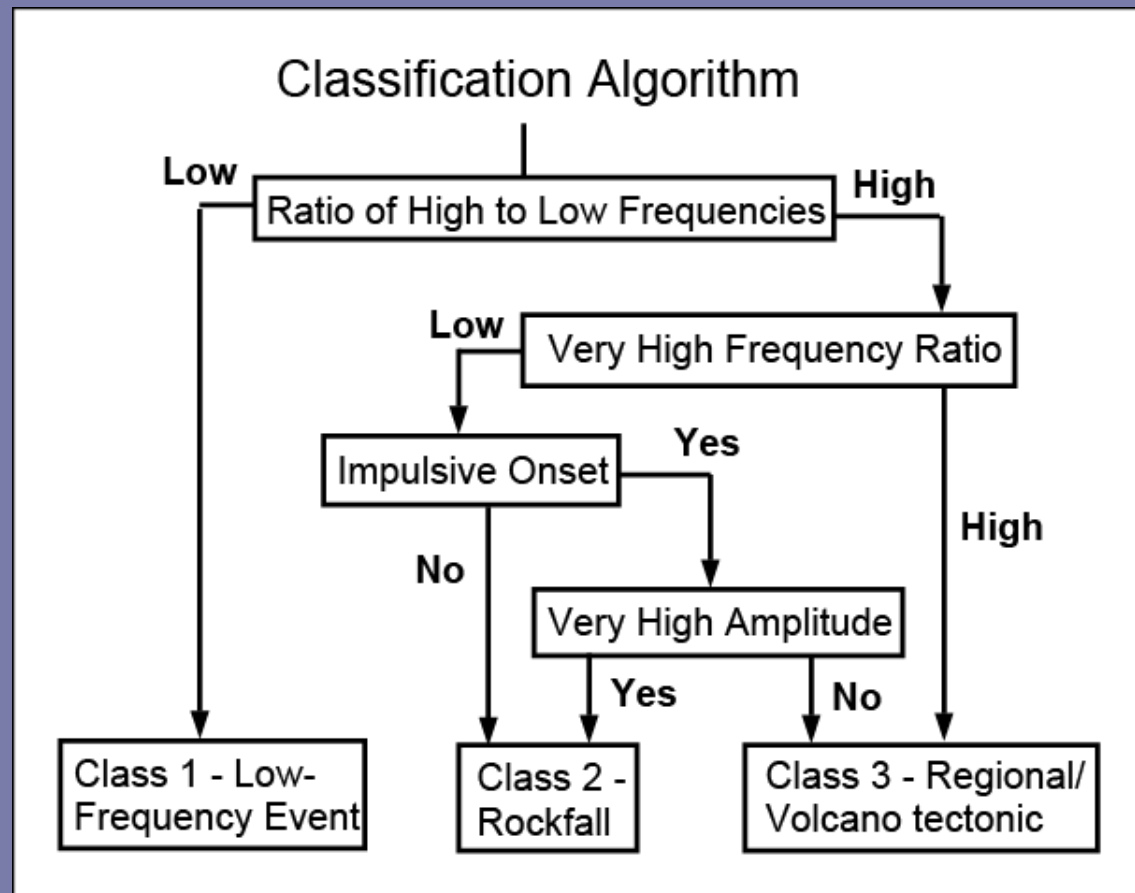 Classification Algorithm
Low
Ratio of High to Low Frequencies
High
Low
Very High Frequency Ratio
Impulsive Onset
Yes
High
No
Very High Amplitude
Yes
No
Class 1 - Low-
Frequency Event
Class 2 -
Rockfall
Class 3 - Regional/
Volcano tectonic